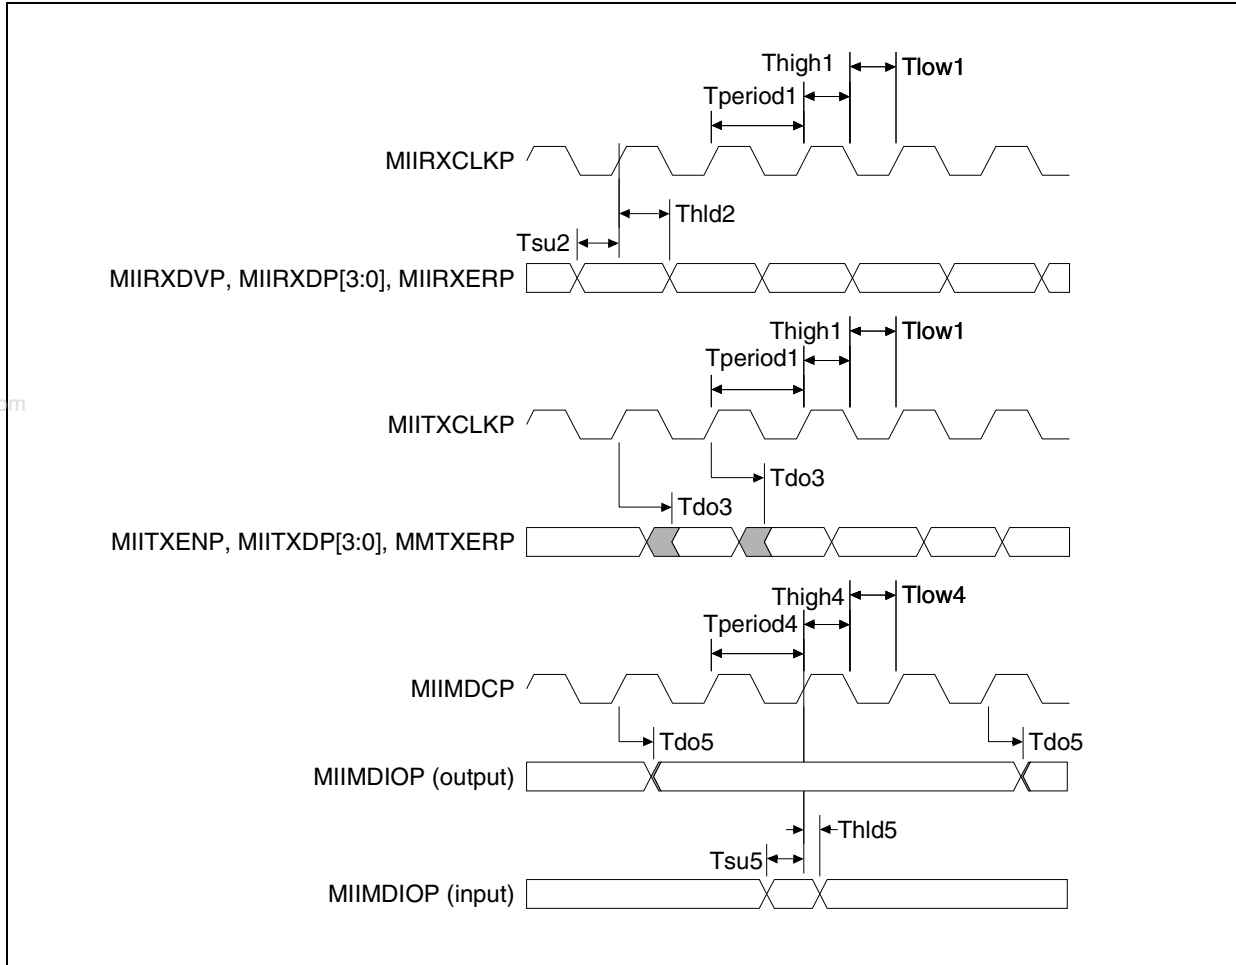 Thigh1 Tlow1
Tperiod1
MIIRXCLKP
Thld2
Tsu2
MIIRXDVP, MIIRXDP[3:0], MIIRXERP
Thigh1 Tlow1
Tperiod1
om
MIITXCLKP
Tdo3
Tdo3
MIITXENP, MIITXDP[3:0], MMTXERP
Thigh4 Tlow4
Tperiod4
MIIMDCP
Tdo5 Tdo5
MIIMDIOP (output)
Thld5
Tsu5
MIIMDIOP (input)